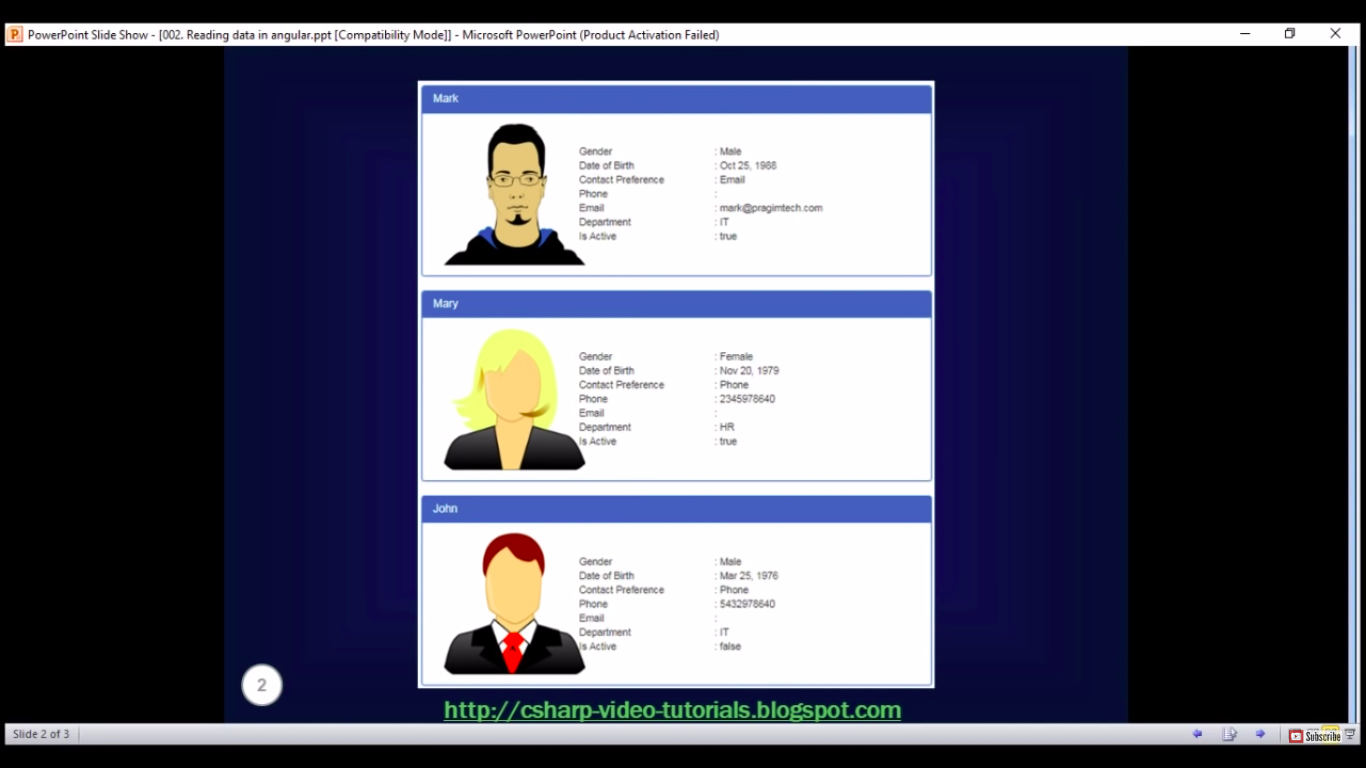 PowerPoint Slide Show - [002. Reading data in angular.ppt [Compatibility Mode]] - Microsoft PowerPoint (Product Activation Failed)
Mark
Gender : Male
Date of Birth : Oct 25, 1988
Contact Preference : Email
Phone :
Email : mark@pragimtech.com
Department : IT
Is Active : true
Mary
Gender : Female
Date of Birth : Nov 20, 1979
Contact Preference : Phone
Phone : 2345978640
Email :
Department : HR
Is Active : true
John
Gender : Male
Date of Birth : Mar 25, 1976
Contact Preference : Phone
Phone : 5432978640
Email :
Department : IT
Is Active : false
2
http://csharp-video-tutorials.blogspot.com
Slide 2 of 3
Subscribe